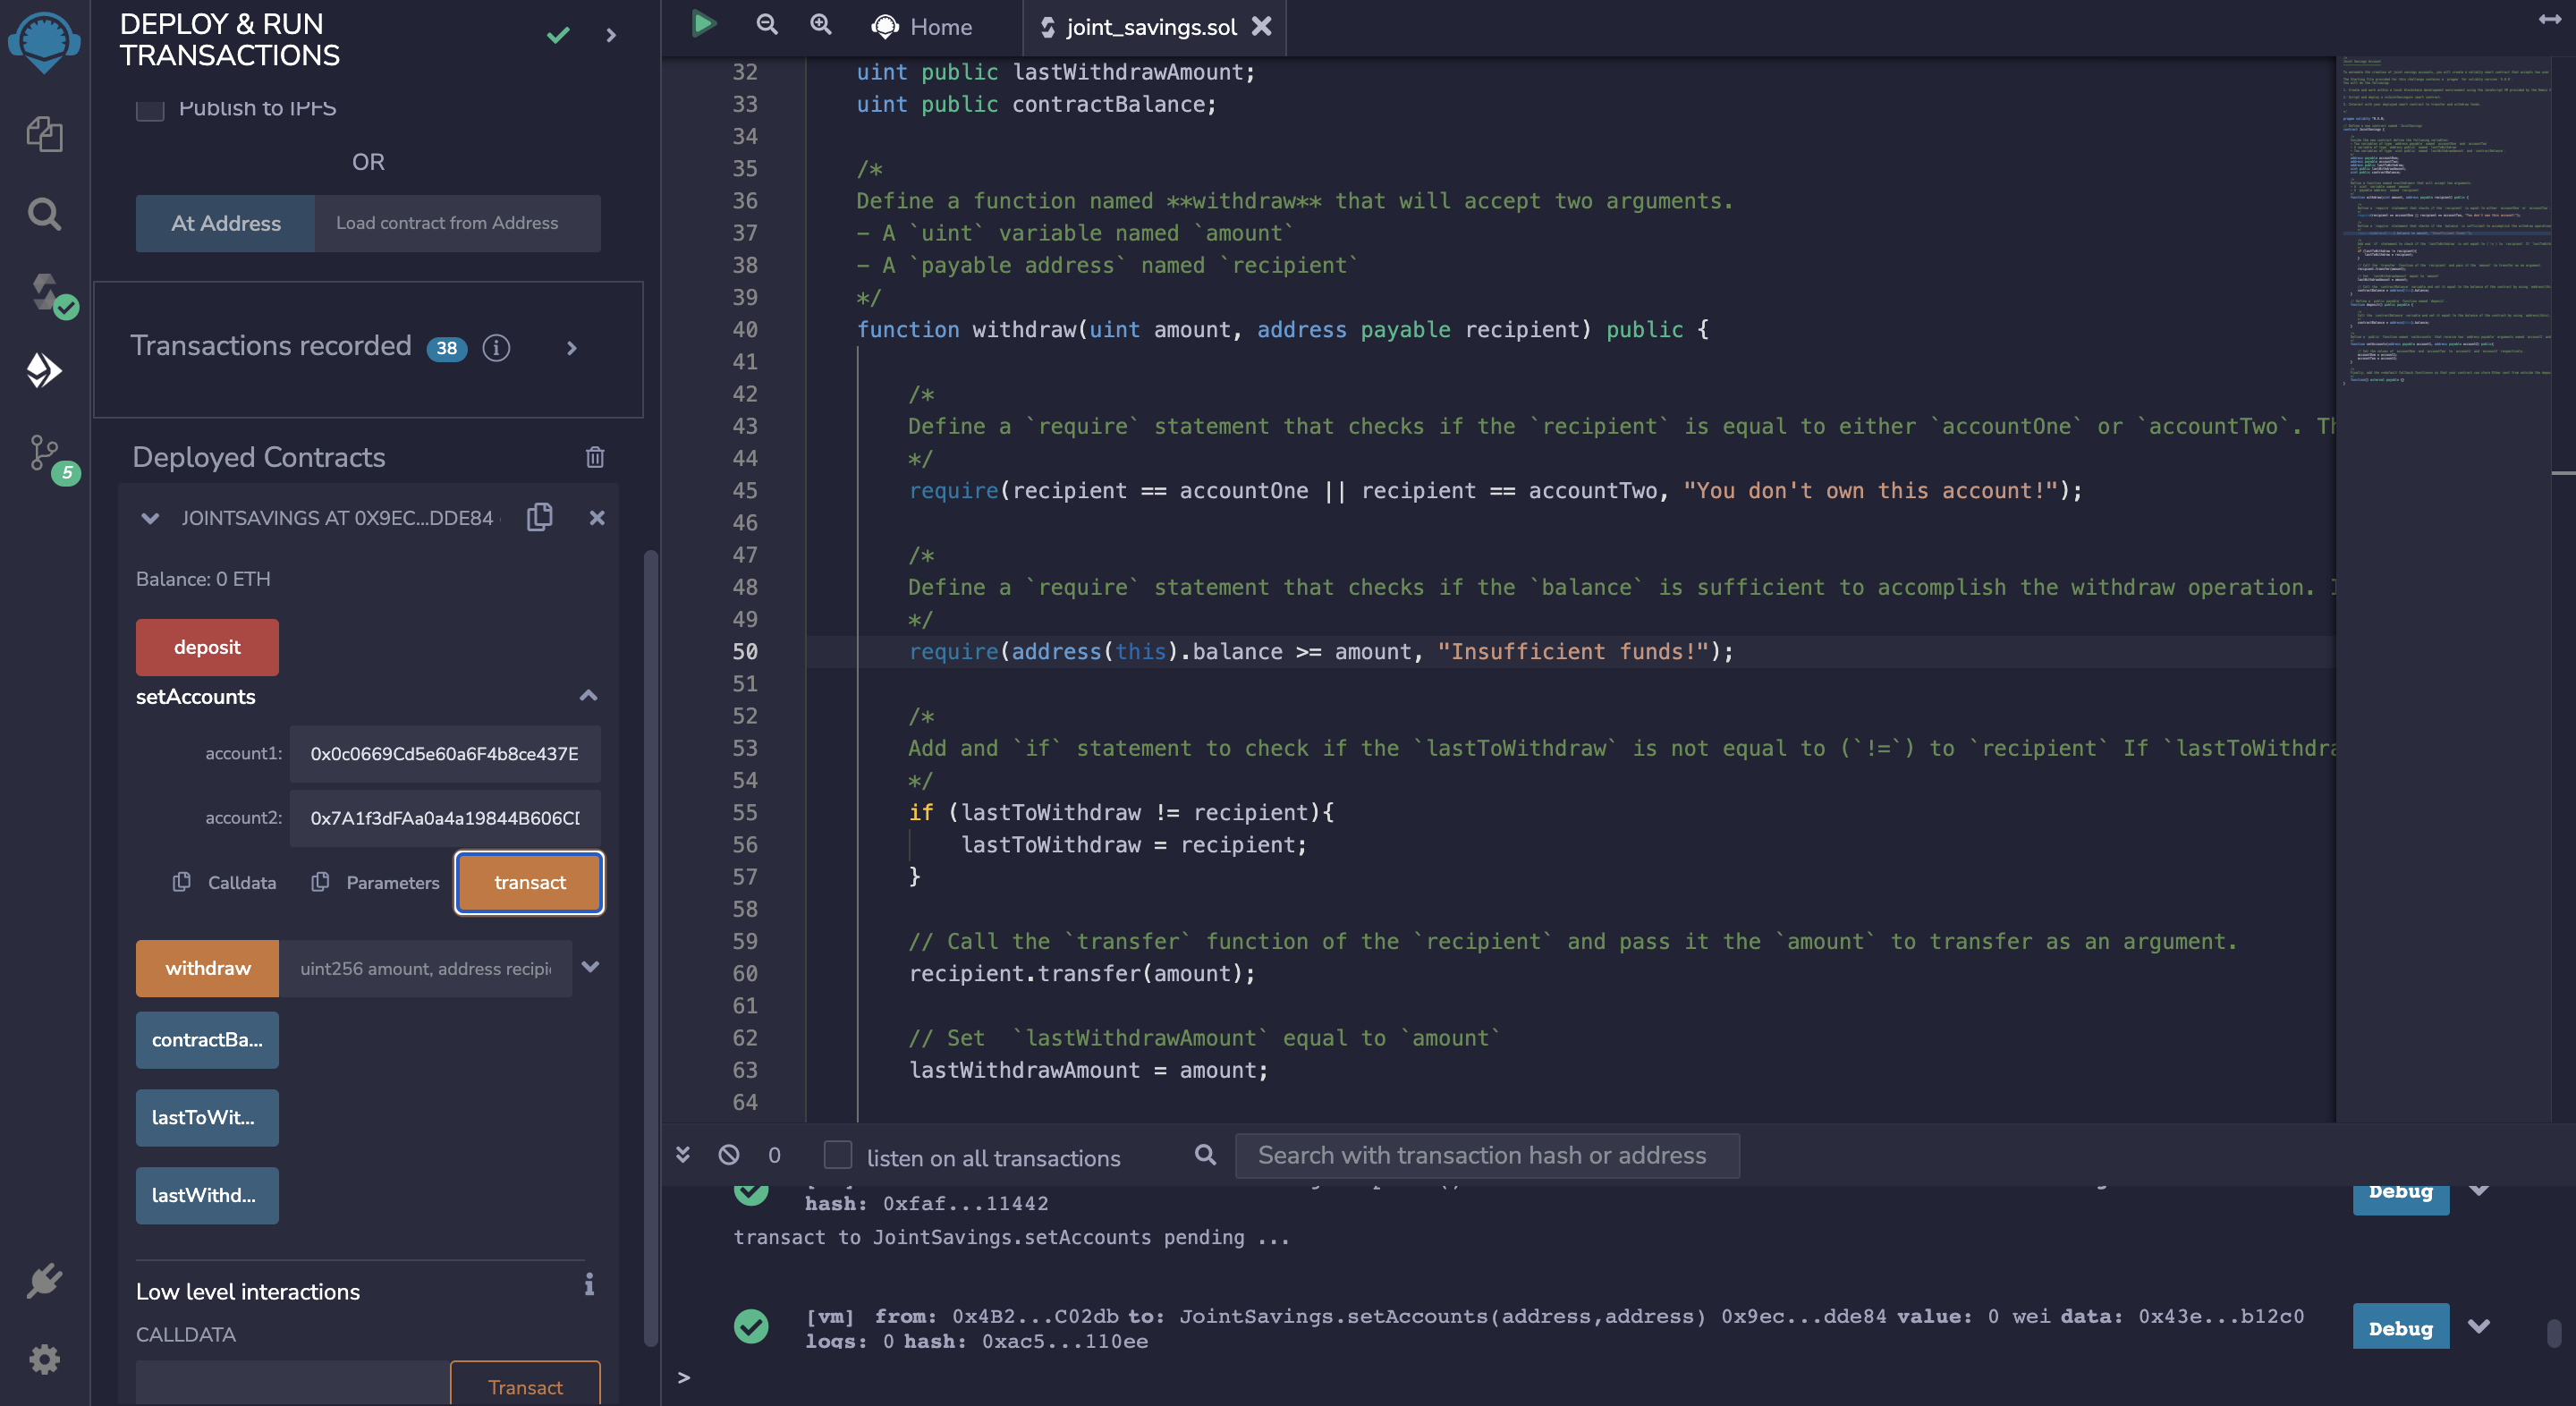 DEPLOY & RUN
TRANSACTIONS
Publish to IPFS
OR
At Address
Load contract from Address
Transactions recorded 38
5
Deployed Contracts
JOINTSAVINGS AT 0X9EC...DDE84
Balance: 0 ETH
deposit
setAccounts
account1: 0x0c0669Cd5e60a6F4b8ce437E
account2: 0x7A1f3dFAa0a4a19844B606CD
Calldata
Parameters
transact
withdraw
uint256 amount, address recipi
contractBa...
lastToWit...
lastWithd...
Low level interactions
i
CALLDATA
Transact
Home
joint_savings.sol
32 uint public lastWithdrawAmount;
33 uint public contractBalance;
34
35 /*
36 Define a function named **withdraw** that will accept two arguments.
37 - A `uint` variable named `amount`
38 - A `payable address` named `recipient`
39 */
40 function withdraw(uint amount, address payable recipient) public {
41
42 /*
43 Define a `require` statement that checks if the `recipient` is equal to either `accountOne` or `accountTwo`. Th
44 */
45 require(recipient == accountOne || recipient == accountTwo, "You don't own this account!");
46
47 /*
48 Define a `require` statement that checks if the `balance` is sufficient to accomplish the withdraw operation. I
49 */
50 require(address(this).balance >= amount, "Insufficient funds!");
51
52 /*
53 Add and `if` statement to check if the `lastToWithdraw` is not equal to (`!=`) to `recipient` If `lastToWithdra
54 */
55 if (lastToWithdraw != recipient){
56 lastToWithdraw = recipient;
57 }
58
59 // Call the `transfer` function of the `recipient` and pass it the `amount` to transfer as an argument.
60 recipient.transfer(amount);
61
62 // Set  `lastWithdrawAmount` equal to `amount`
63 lastWithdrawAmount = amount;
64
0
listen on all transactions
Search with transaction hash or address
hash: 0xfaf...11442
Debug
transact to JointSavings.setAccounts pending ...
[vm] from: 0x4B2...C02db to: JointSavings.setAccounts(address,address) 0x9ec...dde84 value: 0 wei data: 0x43e...b12c0
logs: 0 hash: 0xac5...110ee
Debug
>